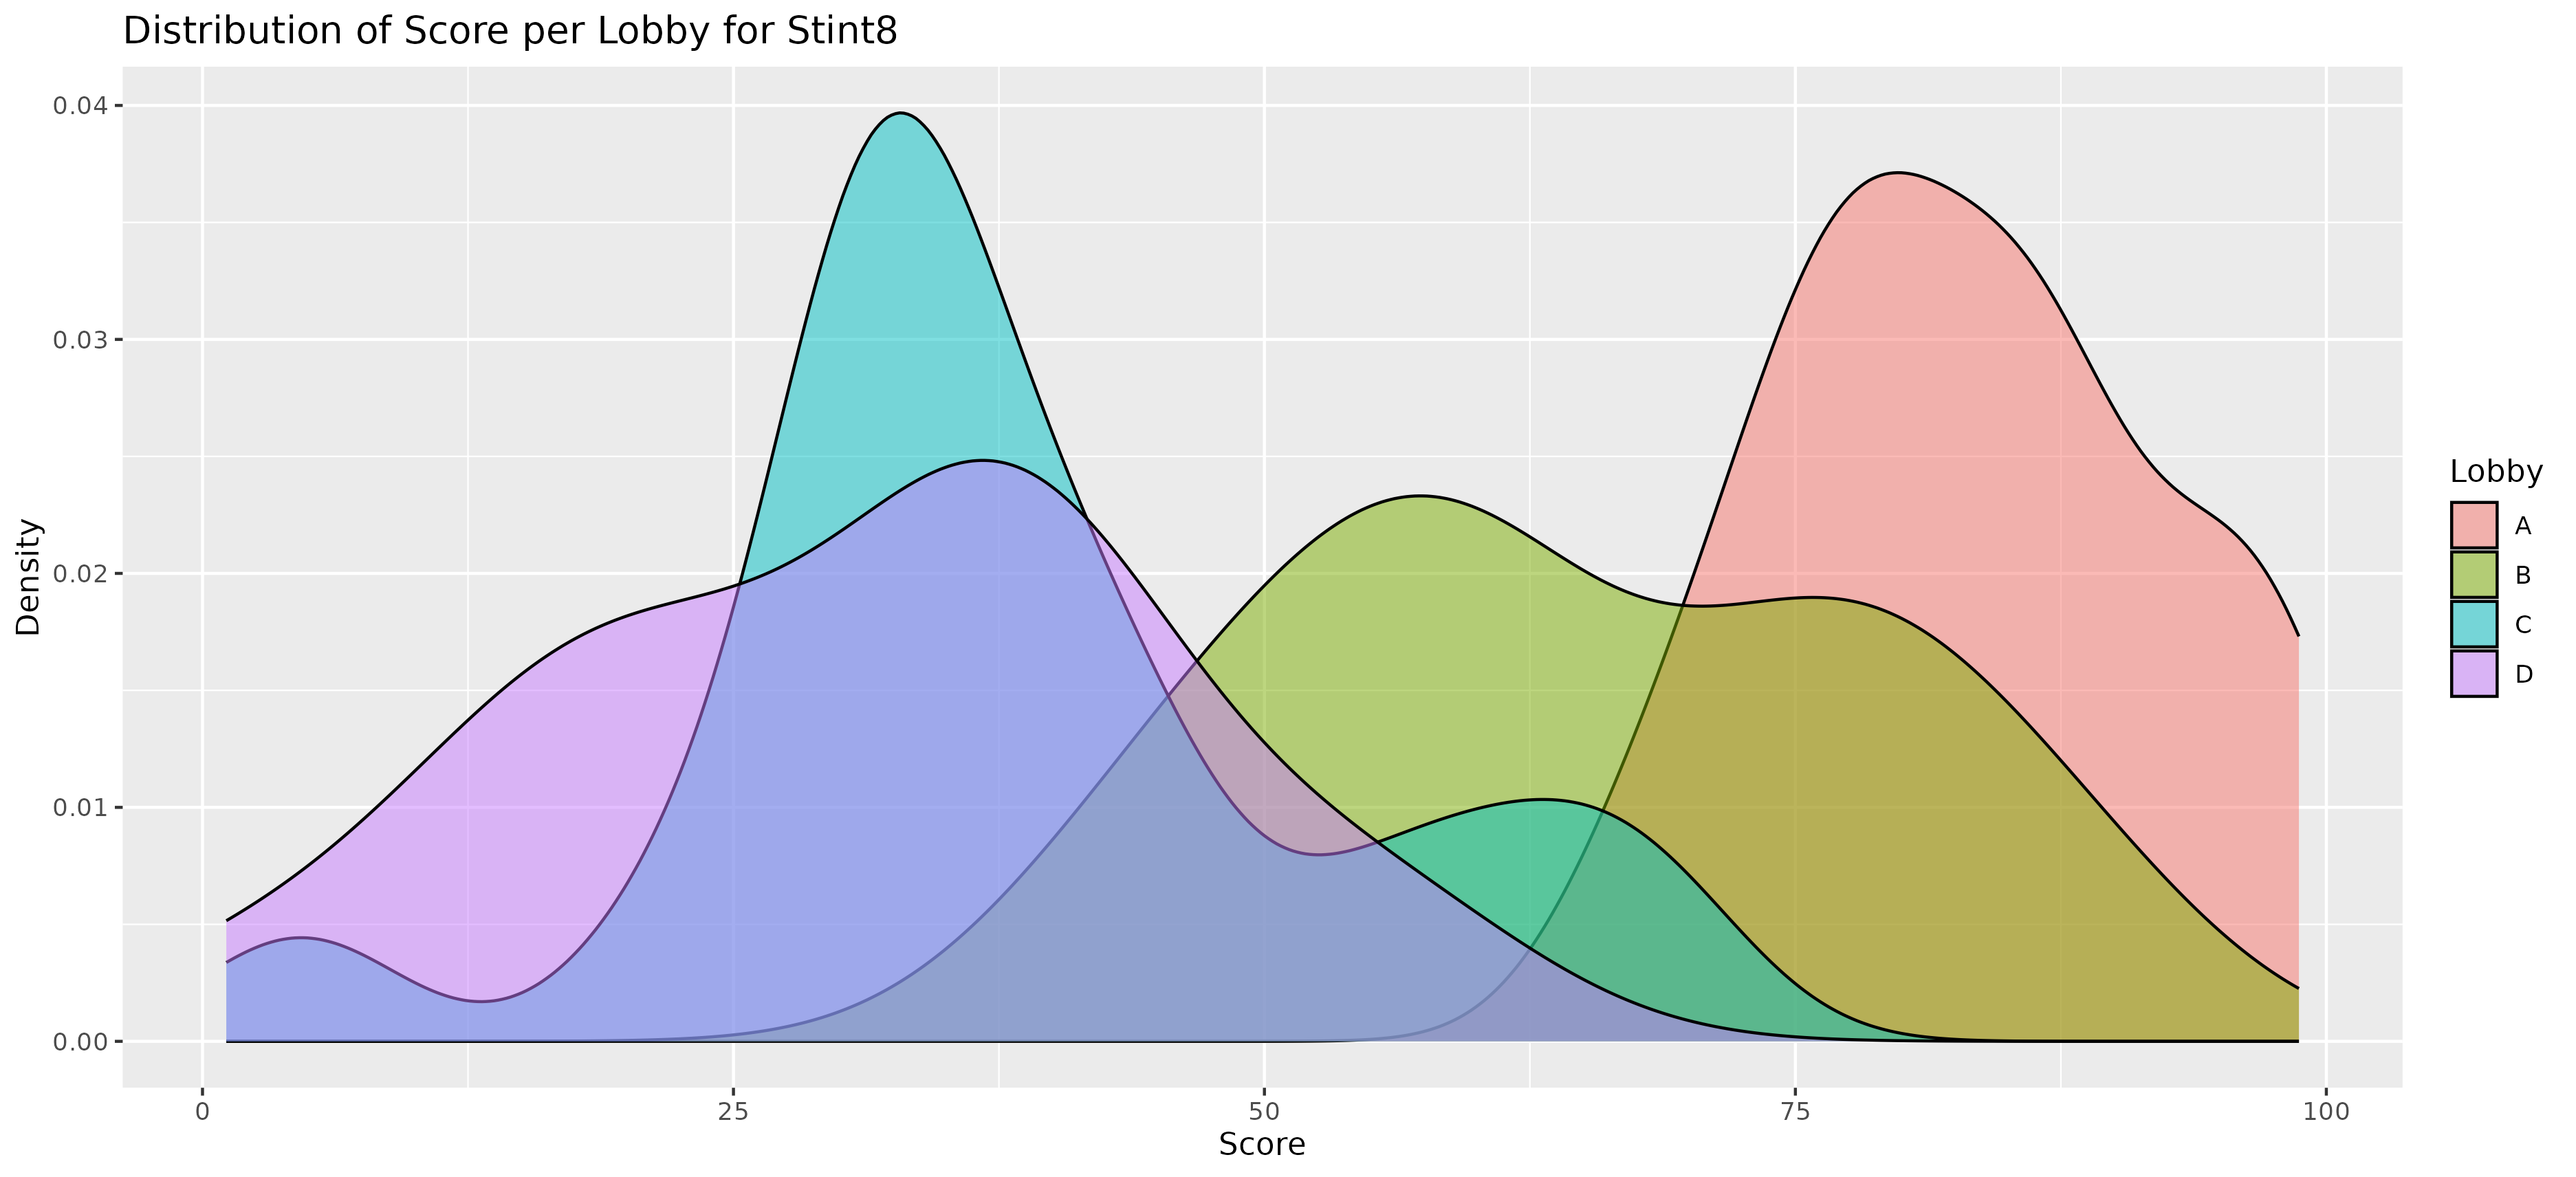 Distribution of Score per Lobby for Stint8
0.04
0.03
0.02
0.01
0.00
Density
0 25 50 75 100
Score
Lobby
A
B
C
D